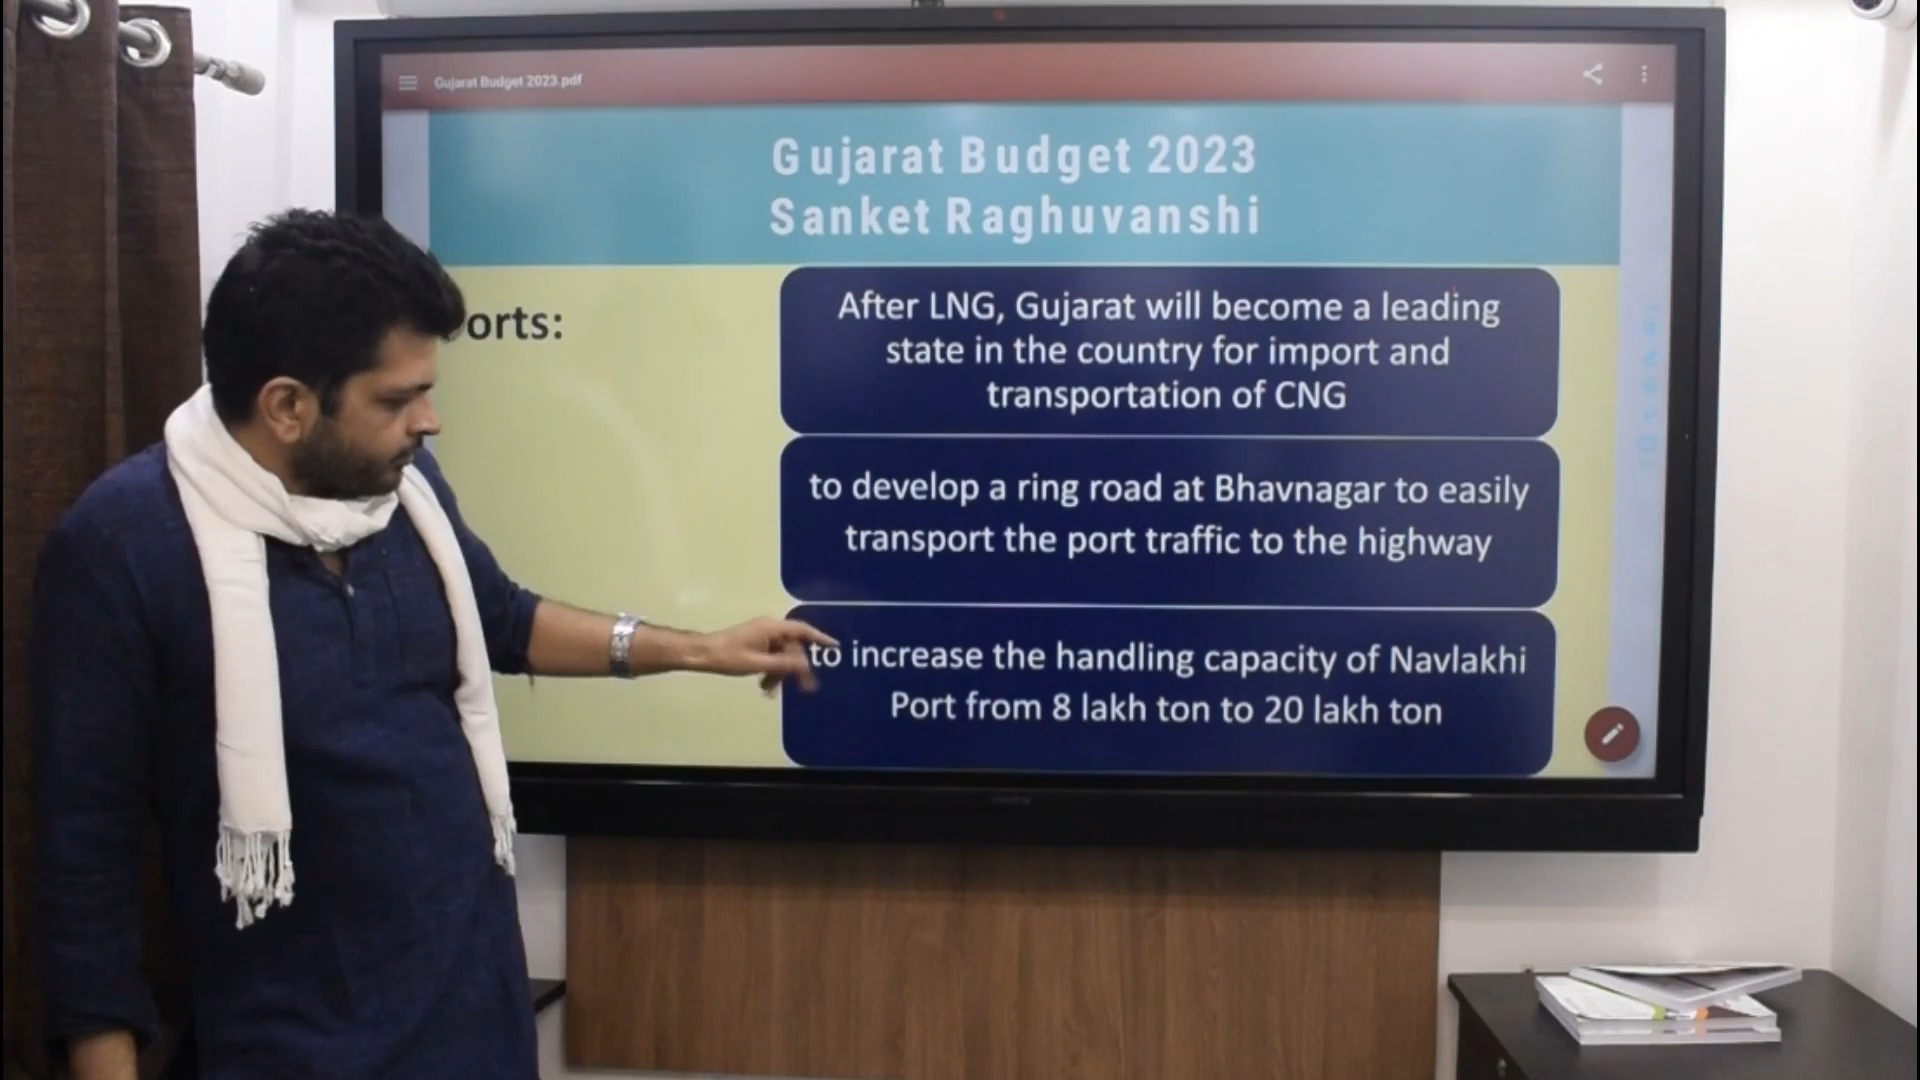 Gujarat Budget 2023.pdf
Gujarat Budget 2023
Sanket Raghuvanshi
orts:
After LNG, Gujarat will become a leading
state in the country for import and
transportation of CNG
to develop a ring road at Bhavnagar to easily
transport the port traffic to the highway
to increase the handling capacity of Navlakhi
Port from 8 lakh ton to 20 lakh ton